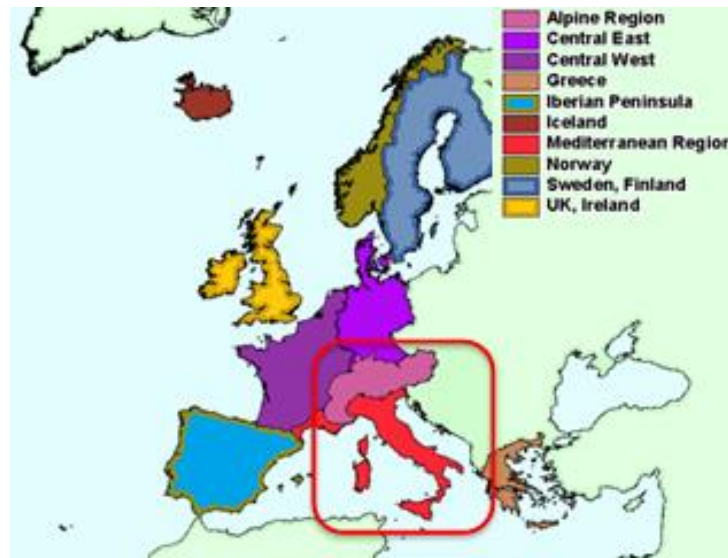 Alpine Region
Central East
Central West
Greece
Iberian Peninsula
Iceland
Mediterranean Region
Norway
Sweden, Finland
UK, Ireland